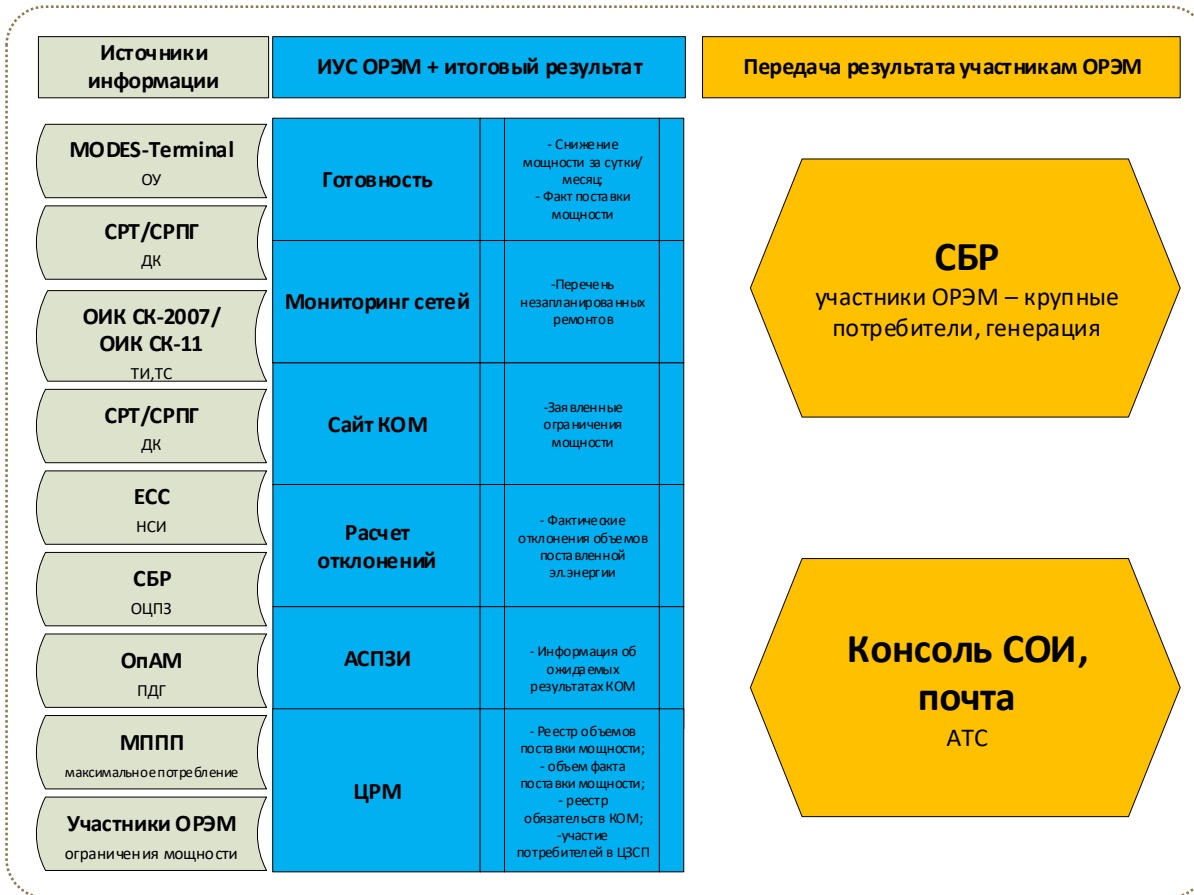 Источники
информации
ИУС ОРЭМ + итоговый результат
Передача результата участникам ОРЭМ
MODES-Terminal
ОУ
СРТ/СРПГ
ДК
ОИК СК-2007/
ОИК СК-11
ТИ,ТС
СРТ/СРПГ
ДК
ЕСС
НСИ
СБР
ОЦПЗ
ОпАМ
ПДГ
МППП
максимальное потребление
Участники ОРЭМ
ограничения мощности
Готовность
- Снижение
мощности за сутки/
месяц;
- Факт поставки
мощности
Мониторинг сетей
-Перечень
незапланированных
ремонтов
Сайт КОМ
-Заявленные
ограничения
мощности
Расчет
отклонений
- Фактические
отклонения объемов
поставленной
эл.энергии
АСПЗИ
- Информация об
ожидаемых
результатах КОМ
ЦРМ
- Реестр объемов
поставки мощности;
- объем факта
поставки мощности;
- реестр
обязательств КОМ;
-участие
потребителей в ЦЗСП
СБР
участники ОРЭМ – крупные
потребители, генерация
Консоль СОИ,
почта
АТС